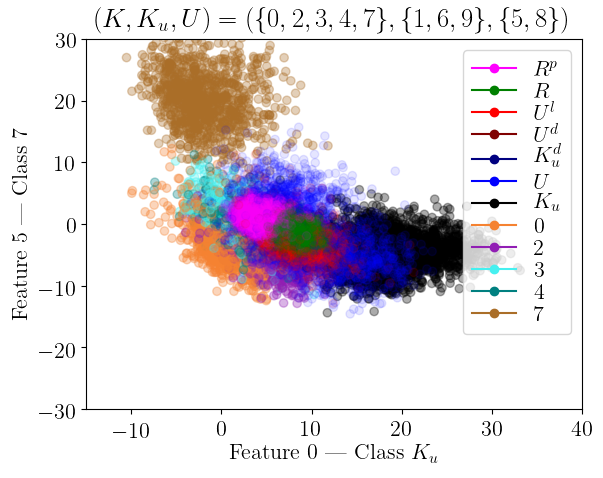 (K, K_u, U) = ({0, 2, 3, 4, 7}, {1, 6, 9}, {5, 8})
30
20
10
0
−10
−20
−30
Feature 5 — Class 7
R^p
R
U^l
U^d
K_u^d
U
K_u
0
2
3
4
7
−10
0
10
20
30
40
Feature 0 — Class K_u